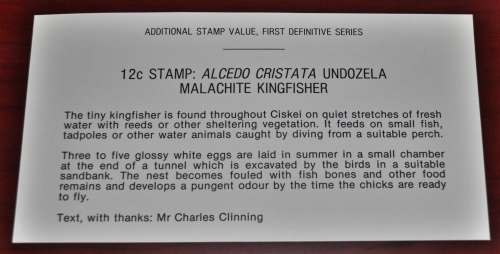 ADDITIONAL STAMP VALUE, FIRST DEFINITIVE SERIES
12c STAMP: ALCEDO CRISTATA UNDOZELA
MALACHITE KINGFISHER
The tiny kingfisher is found throughout Ciskei on quiet stretches of fresh
water with reeds or other sheltering vegetation. It feeds on small fish,
tadpoles or other water animals caught by diving from a suitable perch.
Three to five glossy white eggs are laid in summer in a small chamber
at the end of a tunnel which is excavated by the birds in a suitable
sandbank. The nest becomes fouled with fish bones and other food
remains and develops a pungent odour by the time the chicks are ready
to fly.
Text, with thanks: Mr Charles Clinning